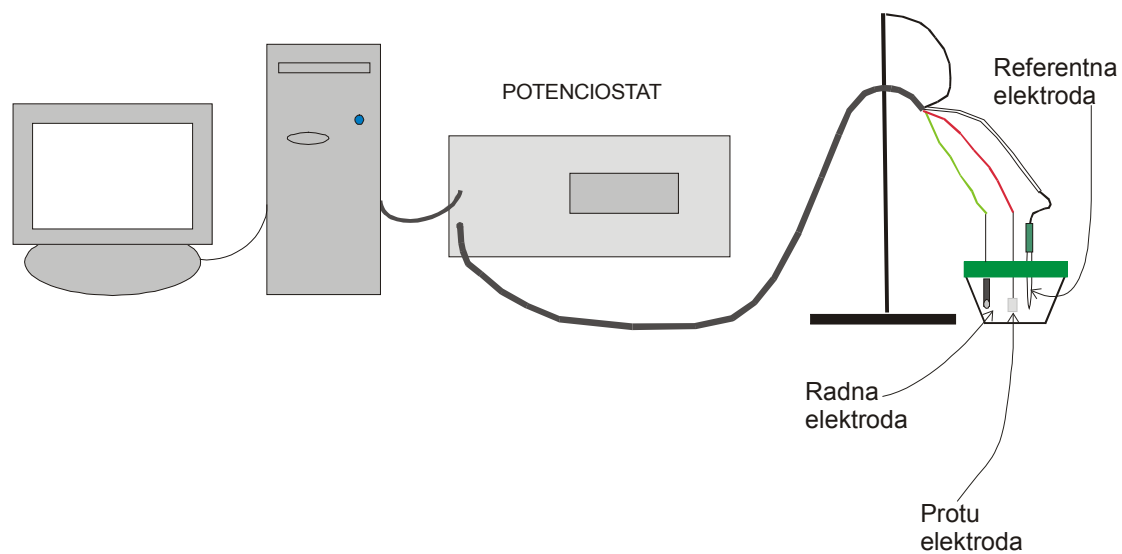 POTENCIOSTAT
Referentna
elektroda
Radna
elektroda
Protu
elektroda